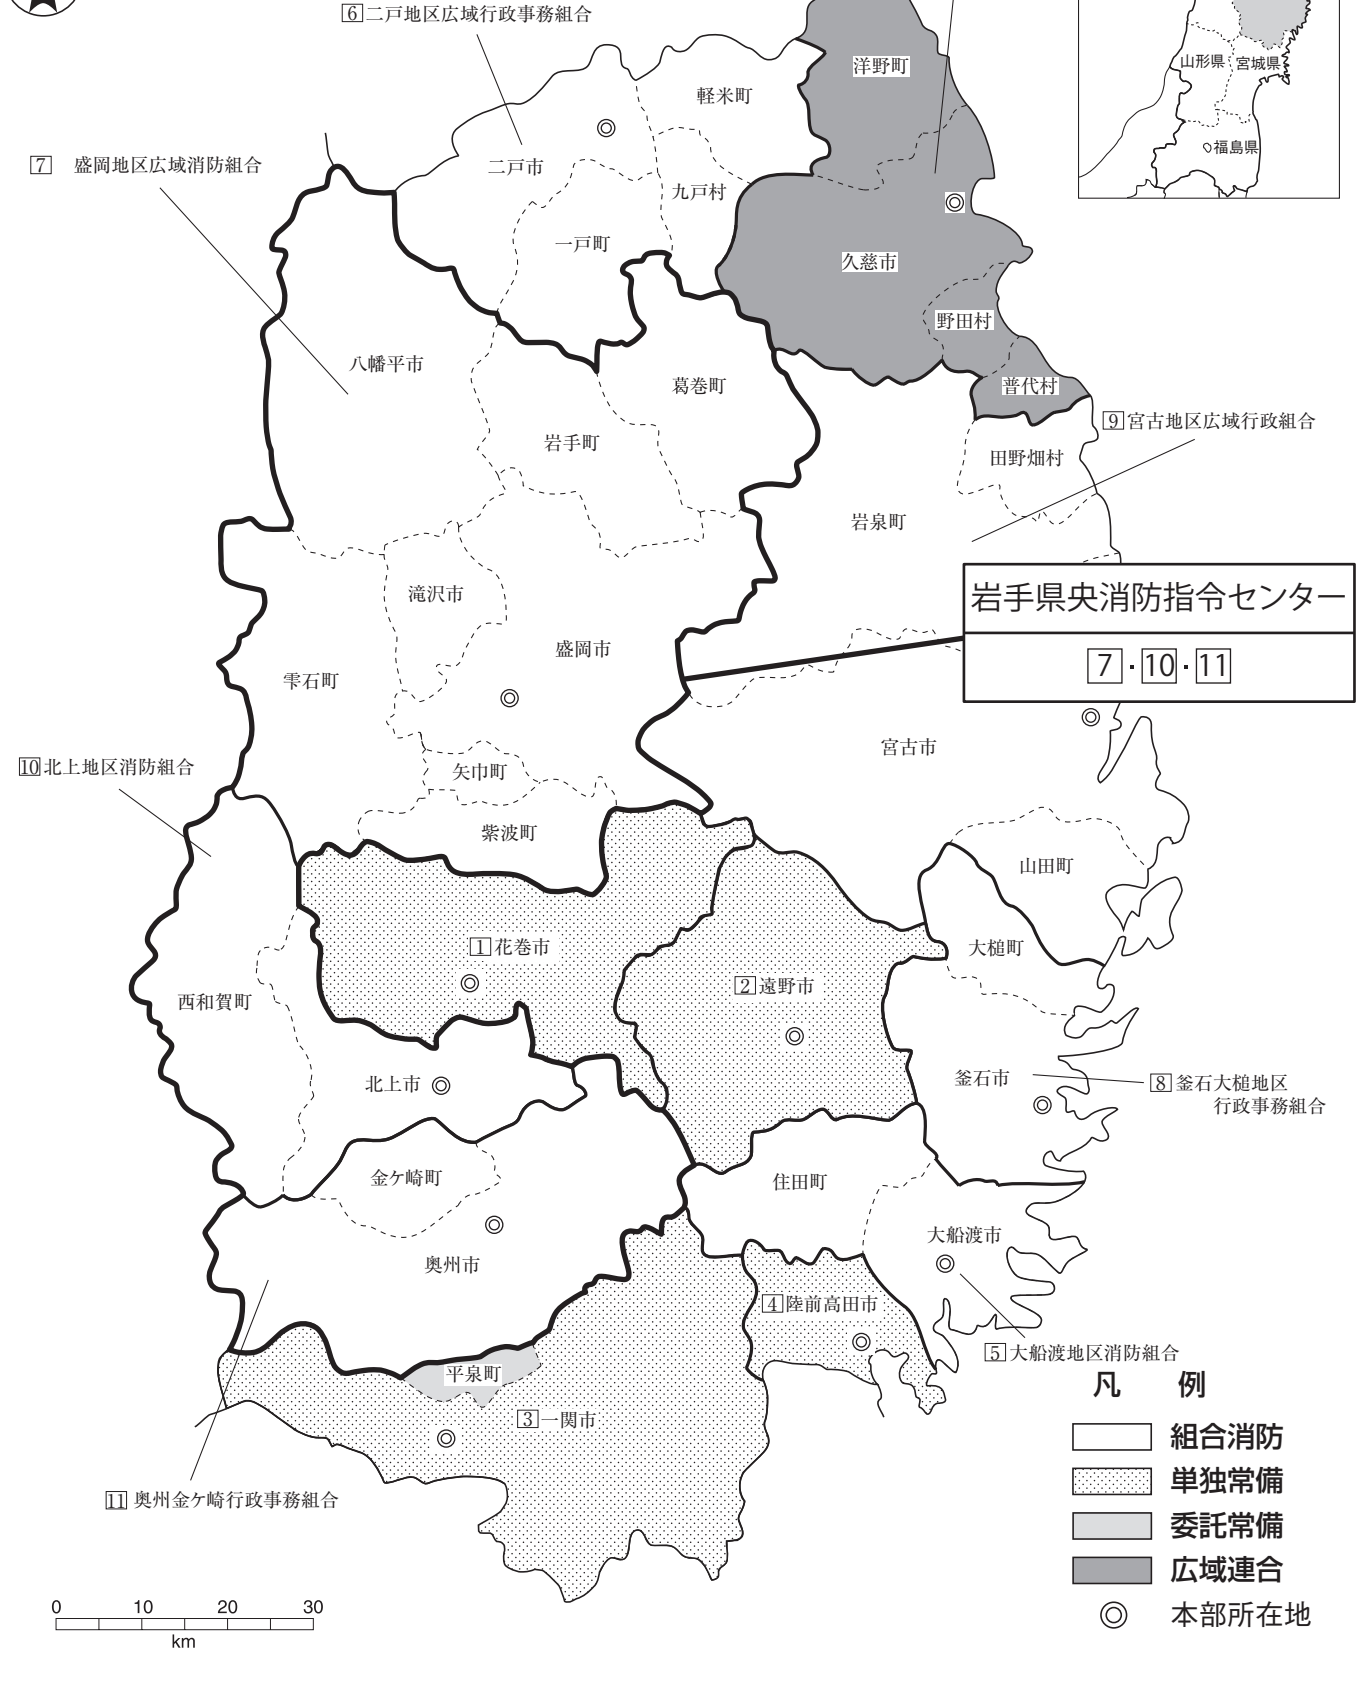 6 二戸地区広域行政事務組合
山形県
宮城県
福島県
洋野町
軽米町
7 盛岡地区広域消防組合
二戸市
九戸村
一戸町
久慈市
野田村
八幡平市
葛巻町
普代村
9 宮古地区広域行政組合
岩手町
田野畑村
岩泉町
滝沢市
岩手県央消防指令センター
7・10・11
盛岡市
雫石町
宮古市
10 北上地区消防組合
矢巾町
紫波町
山田町
1 花巻市
大槌町
2 遠野市
西和賀町
北上市
釜石市
8 釜石大槌地区
行政事務組合
金ケ崎町
住田町
奥州市
大船渡市
4 陸前高田市
5 大船渡地区消防組合
平泉町
3 一関市
11 奥州金ケ崎行政事務組合
凡 例
組合消防
単独常備
委託常備
広域連合
本部所在地
0 10 20 30
km